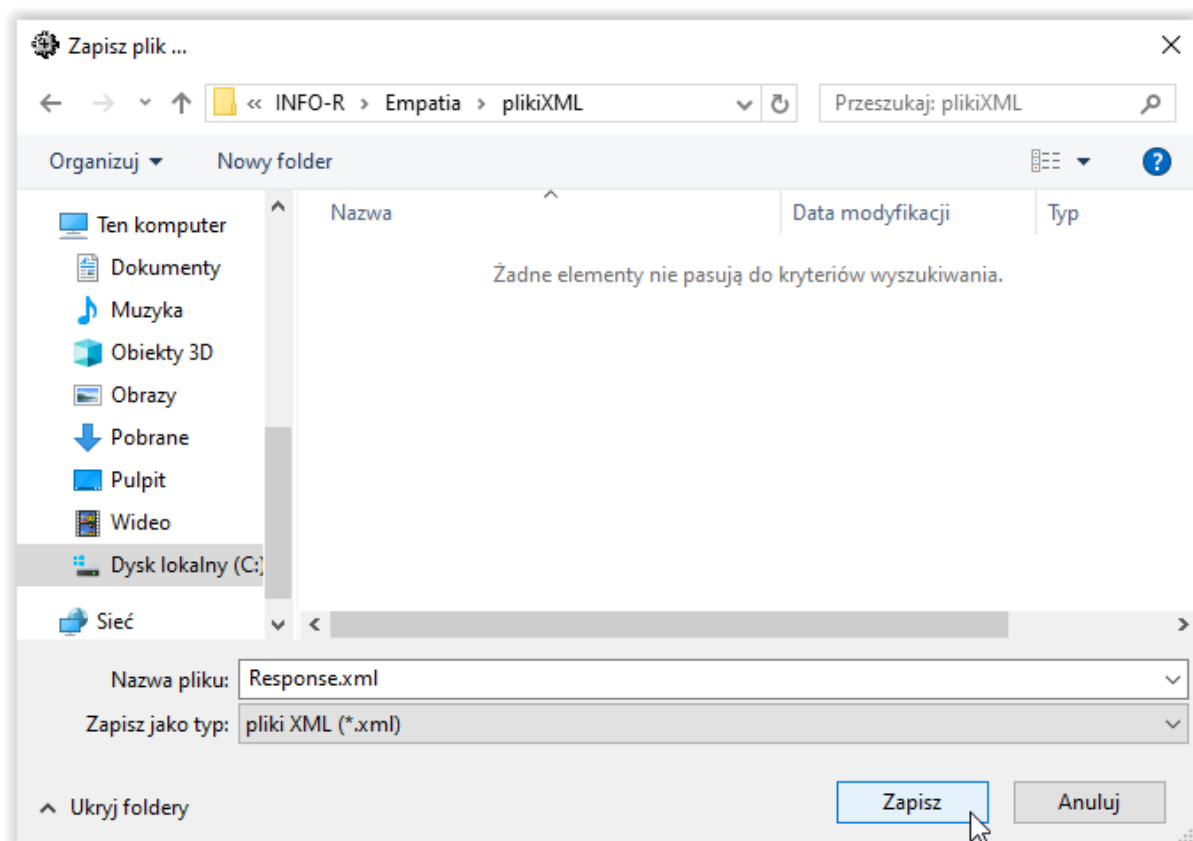 Zapisz plik ...
« INFO-R > Empatia > plikiXML
Przeszukaj: plikiXML
Organizuj
Nowy folder
?
Nazwa
Data modyfikacji
Typ
Żadne elementy nie pasują do kryteriów wyszukiwania.
Ten komputer
Dokumenty
Muzyka
Obiekty 3D
Obrazy
Pobrane
Pulpit
Wideo
Dysk lokalny (C:)
Sieć
Nazwa pliku: Response.xml
Zapisz jako typ: pliki XML (*.xml)
Ukryj foldery
Zapisz
Anuluj